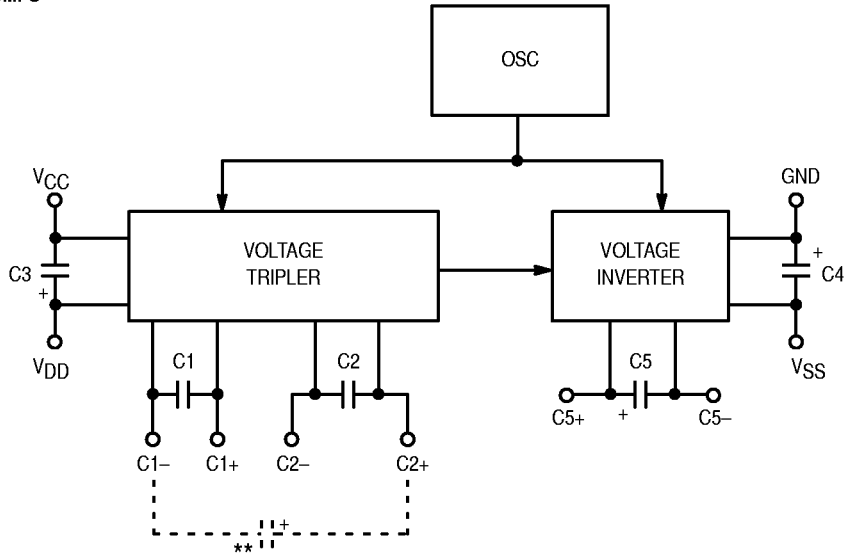 OSC
VCC
GND
VOLTAGE
TRIPLER
VOLTAGE
INVERTER
C3
+
+
C4
VDD
VSS
C1
C2
C5
C5+
+
C5–
C1–
C1+
C2–
C2+
+
**